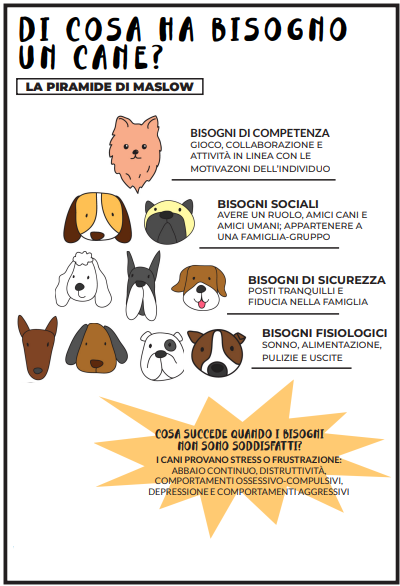 DI COSA HA BISOGNO
UN CANE?
LA PIRAMIDE DI MASLOW
BISOGNI DI COMPETENZA
GIOCO, COLLABORAZIONE E
ATTIVITÀ IN LINEA CON LE
MOTIVAZONI DELL'INDIVIDUO
BISOGNI SOCIALI
AVERE UN RUOLO, AMICI CANI E
AMICI UMANI; APPARTENERE A
UNA FAMIGLIA-GRUPPO
BISOGNI DI SICUREZZA
POSTI TRANQUILLI E
FIDUCIA NELLA FAMIGLIA
BISOGNI FISIOLOGICI
SONNO, ALIMENTAZIONE,
PULIZIE E USCITE
COSA SUCCEDE QUANDO I BISOGNI
NON SONO SODDISFATTI?
I CANI PROVANO STRESS O FRUSTRAZIONE:
ABBAIO CONTINUO, DISTRUTTIVITÀ,
COMPORTAMENTI OSSESSIVO-COMPULSIVI,
DEPRESSIONE E COMPORTAMENTI AGGRESSIVI